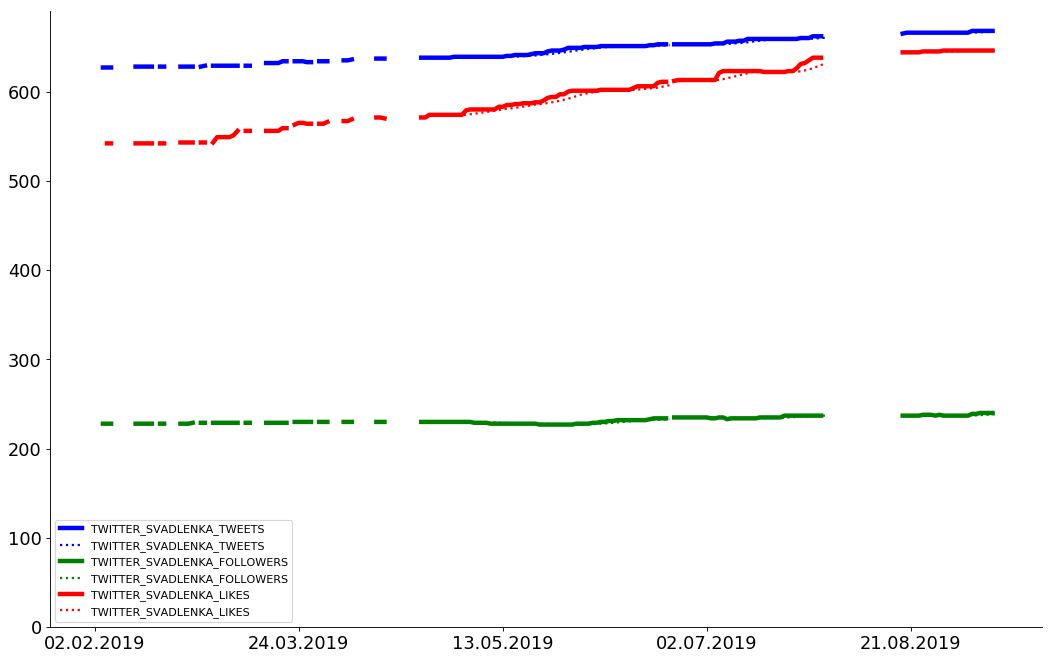 600
500
400
300
200
100
0
TWITTER_SVADLENKA_TWEETS
TWITTER_SVADLENKA_TWEETS
TWITTER_SVADLENKA_FOLLOWERS
TWITTER_SVADLENKA_FOLLOWERS
TWITTER_SVADLENKA_LIKES
TWITTER_SVADLENKA_LIKES
02.02.2019 24.03.2019 13.05.2019 02.07.2019 21.08.2019